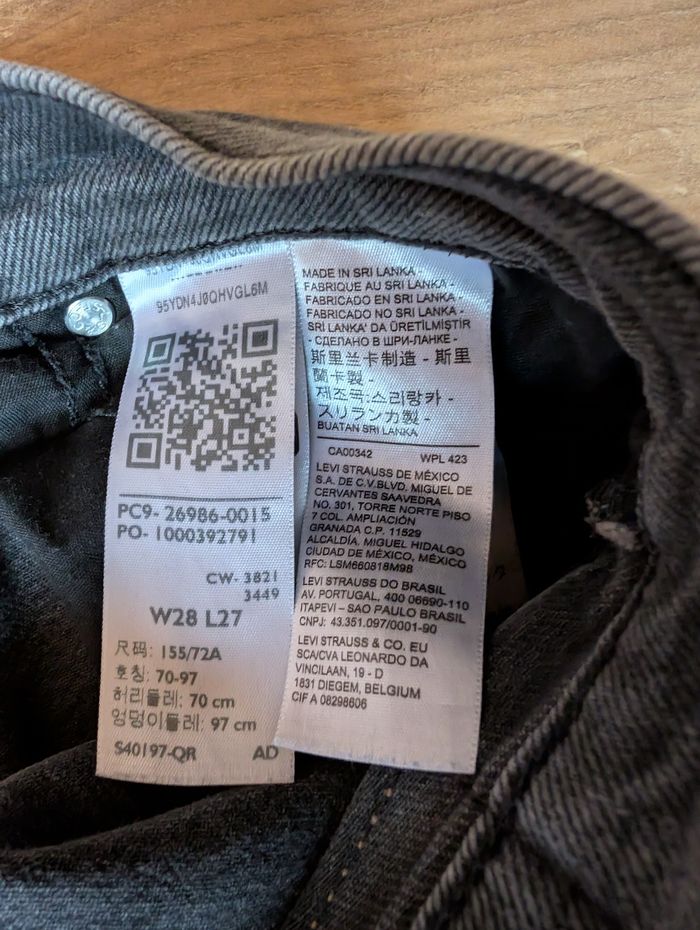 95YDN4J0QHVGL6M
PC9- 26986-0015
PO- 1000392791
CW- 3821
3449
W28 L27
尺码: 155/72A
호칭: 70-97
허리둘레: 70 cm
엉덩이둘레: 97 cm
S40197-QR AD
MADE IN SRI LANKA -
FABRIQUE AU SRI LANKA -
FABRICADO EN SRI LANKA -
FABRICADO NO SRI LANKA -
SRI LANKA' DA ÜRETİLMİŞTİR
- СДЕЛАНО В ШРИ-ЛАНКЕ -
斯里兰卡制造 - 斯里
蘭卡製 -
제조국:스리랑카 -
スリランカ製 -
BUATAN SRI LANKA
CA00342 WPL 423
LEVI STRAUSS DE MÉXICO
S.A. DE C.V.BLVD. MIGUEL DE
CERVANTES SAAVEDRA
NO. 301, TORRE NORTE PISO
7 COL. AMPLIACIÓN
GRANADA C.P. 11529
ALCALDÍA. MIGUEL HIDALGO
CIUDAD DE MÉXICO, MÉXICO
RFC: LSM660818M98
LEVI STRAUSS DO BRASIL
AV. PORTUGAL, 400 06690-110
ITAPEVI – SAO PAULO BRASIL
CNPJ: 43.351.097/0001-90
LEVI STRAUSS & CO. EU
SCA/CVA LEONARDO DA
VINCILAAN, 19 - D
1831 DIEGEM, BELGIUM
CIF A 08298606